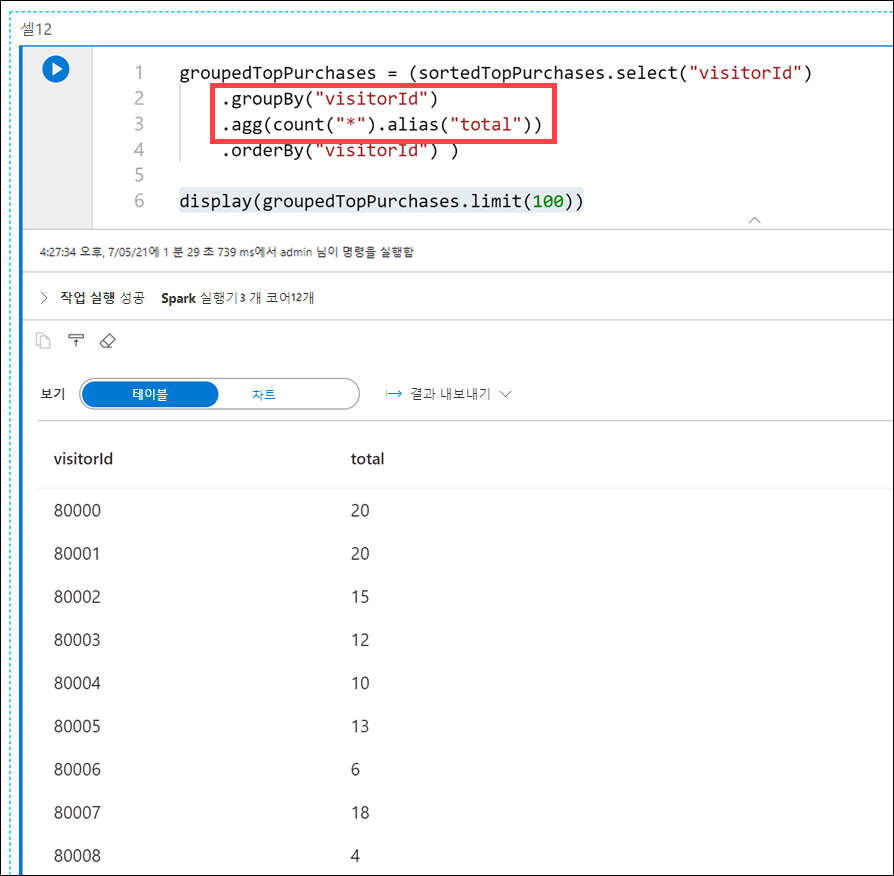 셀12
1 groupedTopPurchases = (sortedTopPurchases.select("visitorId")
2 .groupBy("visitorId")
3 .agg(count("*").alias("total"))
4 .orderBy("visitorId") )
5
6 display(groupedTopPurchases.limit(100))
4:27:34 오후, 7/05/21에 1 분 29 초 739 ms에서 admin 님이 명령을 실행함
작업 실행 성공 Spark 실행기3 개 코어12개
보기 테이블 차트 결과 내보내기
visitorId total
80000 20
80001 20
80002 15
80003 12
80004 10
80005 13
80006 6
80007 18
80008 4